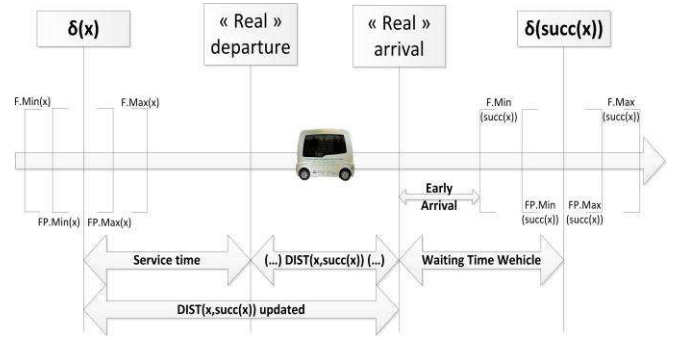 δ(x)
« Real »
departure
« Real »
arrival
δ(succ(x))
F.Min(x)
F.Max(x)
F.Min
(succ(x))
F.Max
(succ(x))
FP.Min(x)
FP.Max(x)
Early
Arrival
FP.Min
(succ(x))
FP.Max
(succ(x))
Service time
(...) DIST(x,succ(x)) (...)
Waiting Time Wehicle
DIST(x,succ(x)) updated